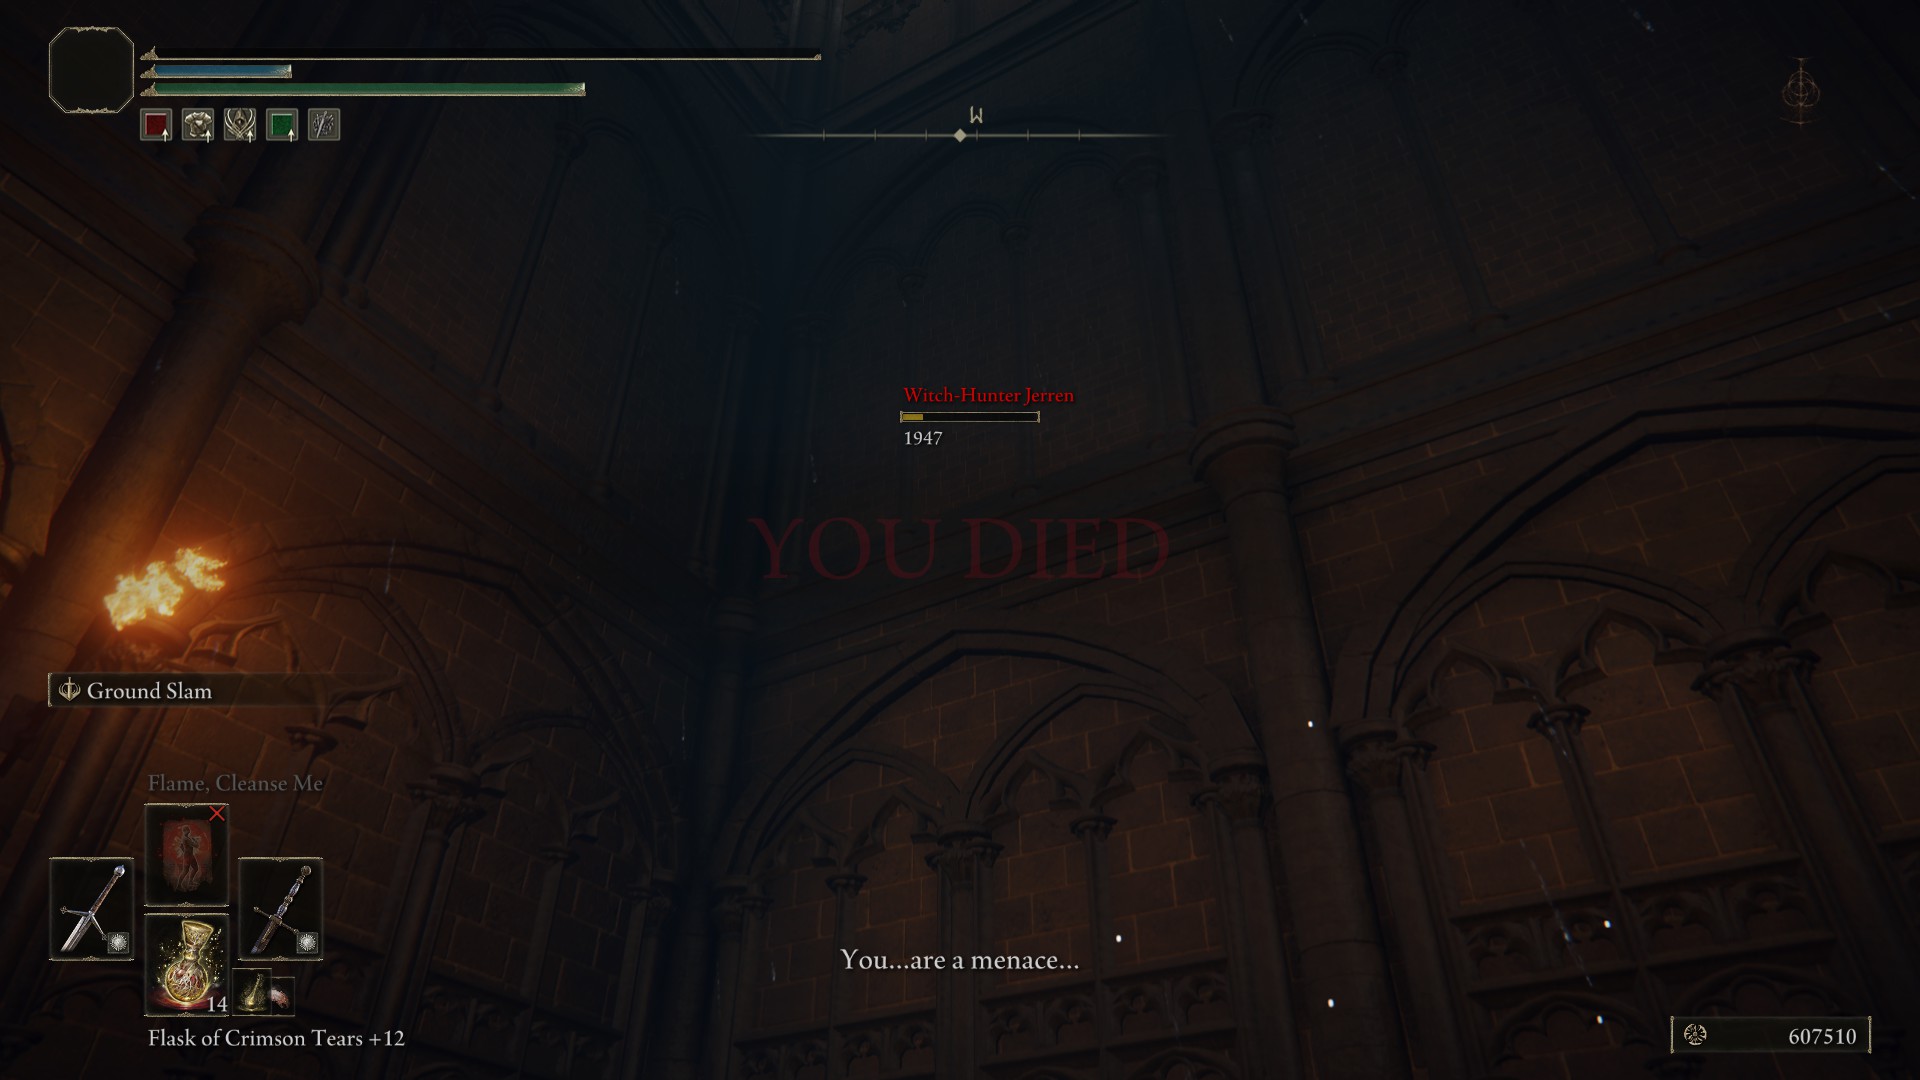 W
Witch-Hunter Jerren
1947
YOU DIED
Ground Slam
Flame, Cleanse Me
14
You...are a menace...
Flask of Crimson Tears +12
607510